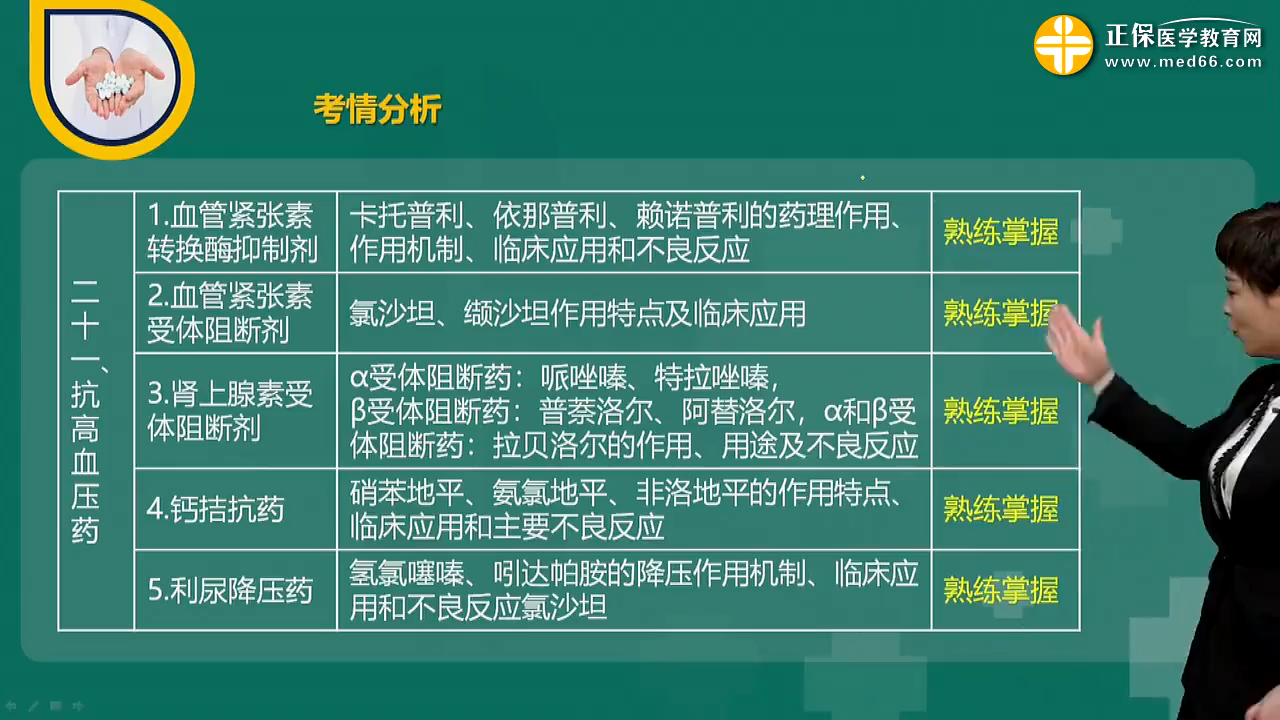 正保医学教育网
www.med66.com
考情分析
二十一、抗高血压药
1.血管紧张素
转换酶抑制剂
卡托普利、依那普利、赖诺普利的药理作用、
作用机制、临床应用和不良反应
熟练掌握
2.血管紧张素
受体阻断剂
氯沙坦、缬沙坦作用特点及临床应用
熟练掌握
3.肾上腺素受
体阻断剂
α受体阻断药：哌唑嗪、特拉唑嗪，
β受体阻断药：普萘洛尔、阿替洛尔，α和β受
体阻断药：拉贝洛尔的作用、用途及不良反应
熟练掌握
4.钙拮抗药
硝苯地平、氨氯地平、非洛地平的作用特点、
临床应用和主要不良反应
熟练掌握
5.利尿降压药
氢氯噻嗪、吲达帕胺的降压作用机制、临床应
用和不良反应氯沙坦
熟练掌握